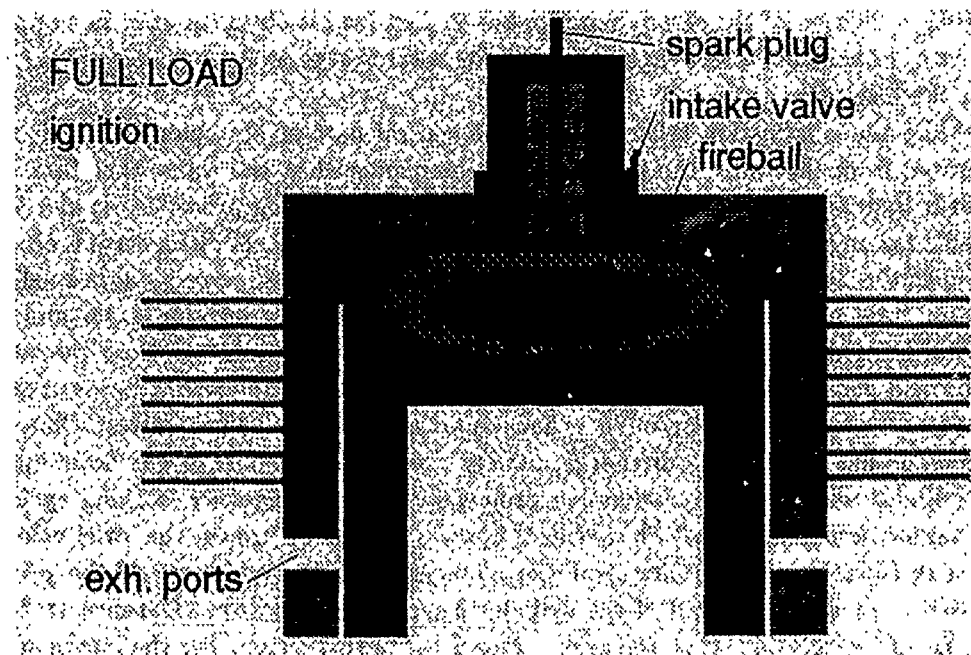 FULL LOAD
ignition
spark plug
intake valve
fireball
exh. ports